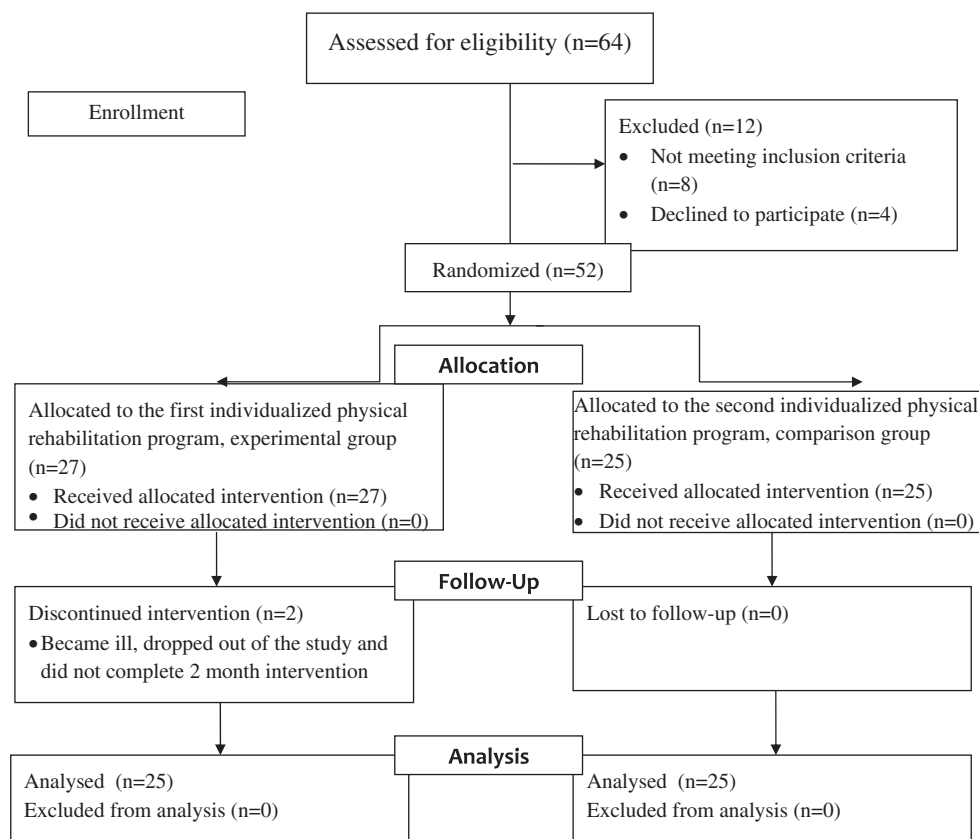 Assessed for eligibility (n=64)
Enrollment
Excluded (n=12)
• Not meeting inclusion criteria
(n=8)
• Declined to participate (n=4)
Randomized (n=52)
Allocation
Allocated to the first individualized physical
rehabilitation program, experimental group
(n=27)
• Received allocated intervention (n=27)
• Did not receive allocated intervention (n=0)
Allocated to the second individualized physical
rehabilitation program, comparison group
(n=25)
• Received allocated intervention (n=25)
• Did not receive allocated intervention (n=0)
Follow-Up
Discontinued intervention (n=2)
• Became ill, dropped out of the study and
did not complete 2 month intervention
Lost to follow-up (n=0)
Analysis
Analysed (n=25)
Excluded from analysis (n=0)
Analysed (n=25)
Excluded from analysis (n=0)